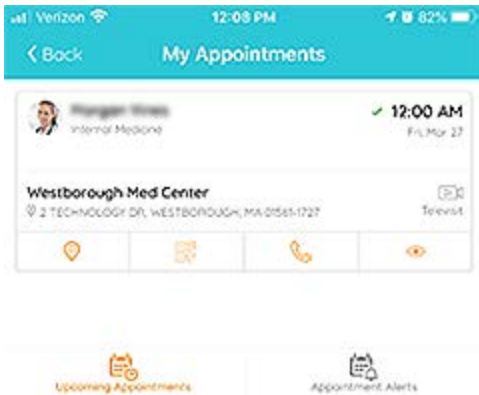 Verizon 12:08 PM 82%
Back My Appointments
12:00 AM
Internal Medicine Fri, Mar 27
Westborough Med Center
2 TECHNOLOGY DR, WESTBOROUGH, MA 01581-1727 Televisit
Upcoming Appointments Appointment Alerts